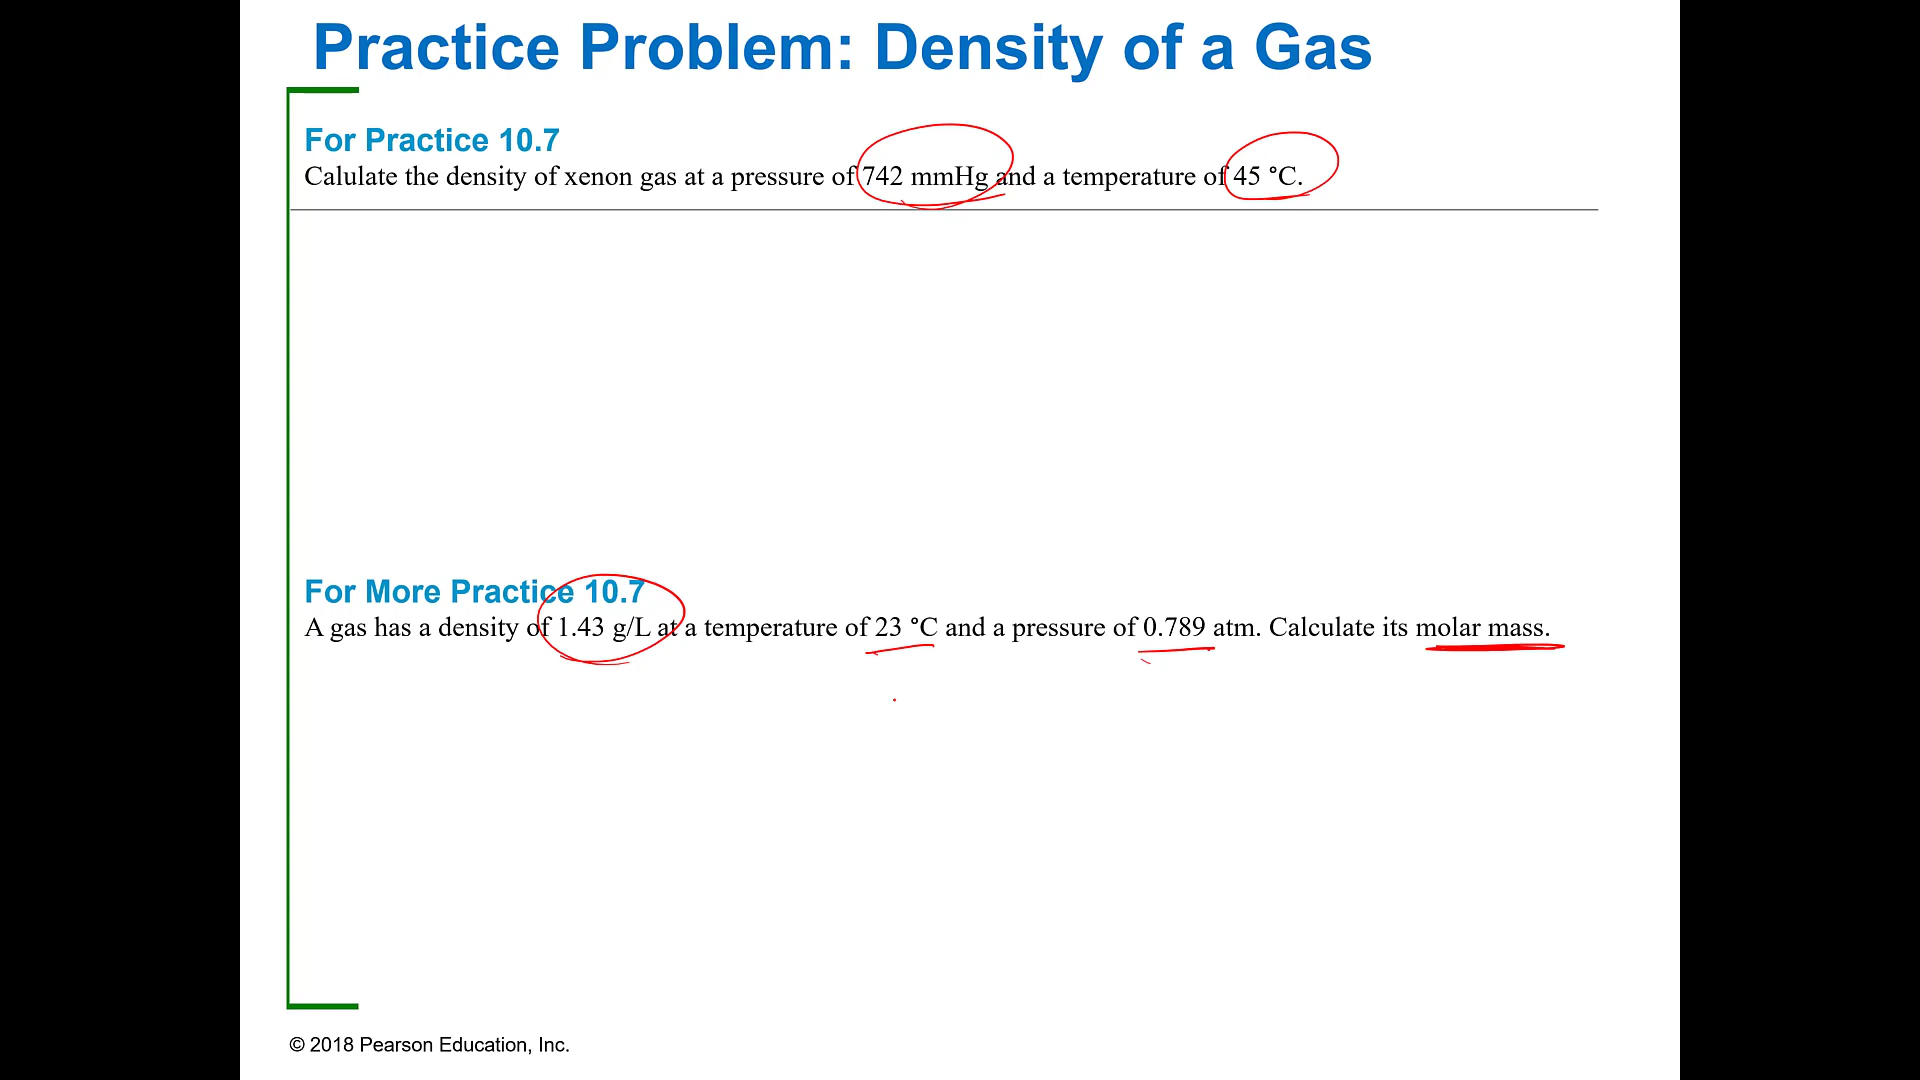 Practice Problem: Density of a Gas
For Practice 10.7
Calulate the density of xenon gas at a pressure of 742 mmHg and a temperature of 45 °C.
For More Practice 10.7
A gas has a density of 1.43 g/L at a temperature of 23 °C and a pressure of 0.789 atm. Calculate its molar mass.
© 2018 Pearson Education, Inc.